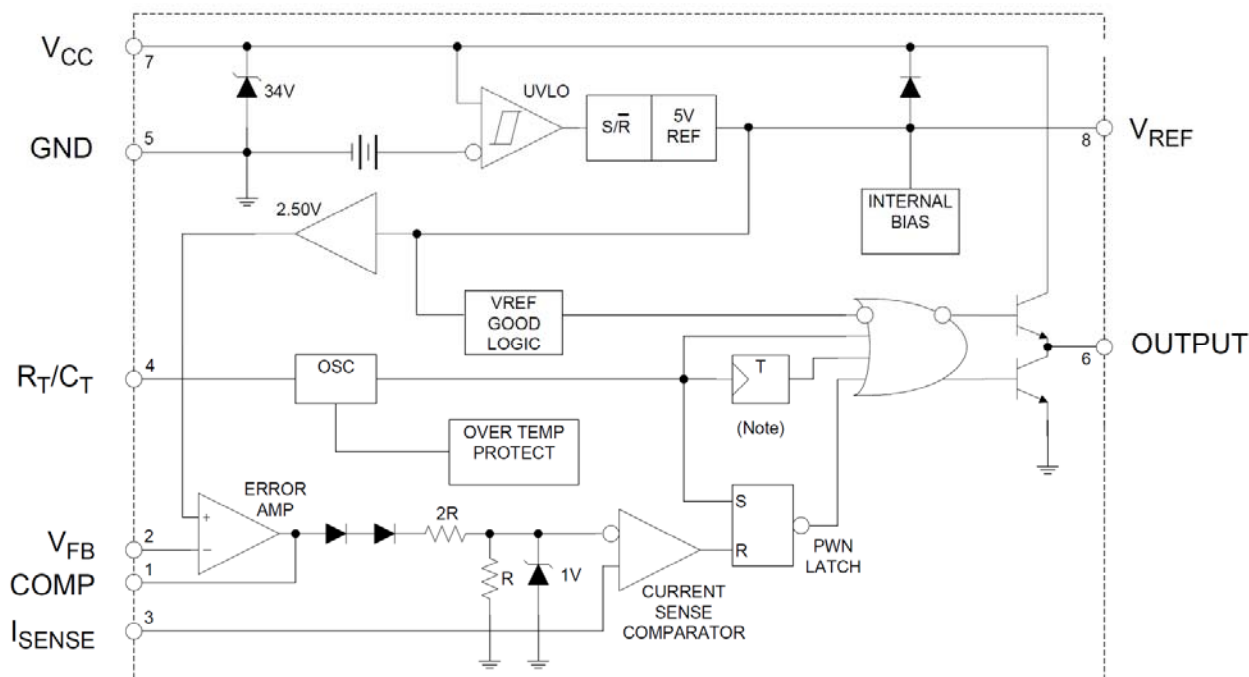 VCC
7
34V
UVLO
S/R̅
5V
REF
8
VREF
GND
5
2.50V
INTERNAL
BIAS
VREF
GOOD
LOGIC
RT/CT
4
OSC
T
(Note)
6
OUTPUT
OVER TEMP
PROTECT
ERROR
AMP
+
−
VFB
2
COMP
1
2R
R
1V
S
R
PWN
LATCH
CURRENT
SENSE
COMPARATOR
ISENSE
3